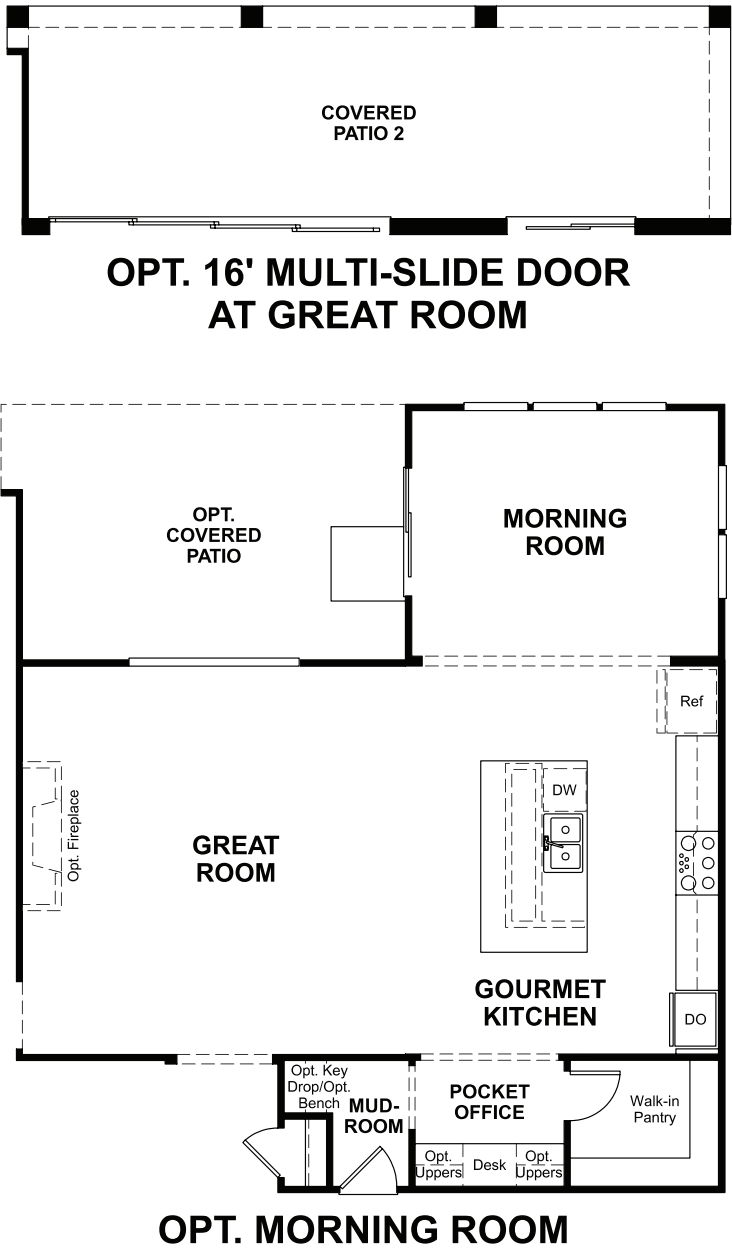 COVERED
PATIO 2
OPT. 16' MULTI-SLIDE DOOR
AT GREAT ROOM
OPT.
COVERED
PATIO
MORNING
ROOM
Ref
DW
Opt. Fireplace
GREAT
ROOM
GOURMET
KITCHEN
DO
Opt. Key
Drop/Opt.
Bench
MUD-
ROOM
POCKET
OFFICE
Walk-in
Pantry
Opt.
Uppers
Desk
Opt.
Uppers
OPT. MORNING ROOM